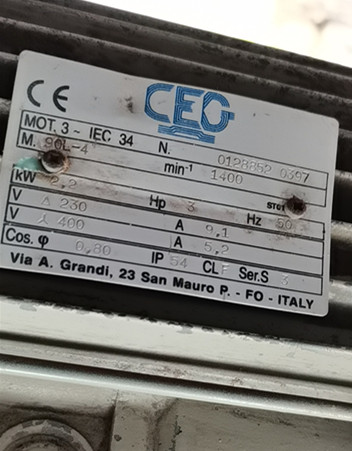 CE CEG
MOT. 3 ~ IEC 34 N. 0128852 0397
M. 90L-4 min-1 1400
kW 2,2 Hp 3 Hz 50
V Δ 230 A 9,1
V 400 A 5,2
Cos. φ 0,80 IP 54 CL F Ser.S 3
Via A. Grandi, 23 San Mauro P. - FO - ITALY